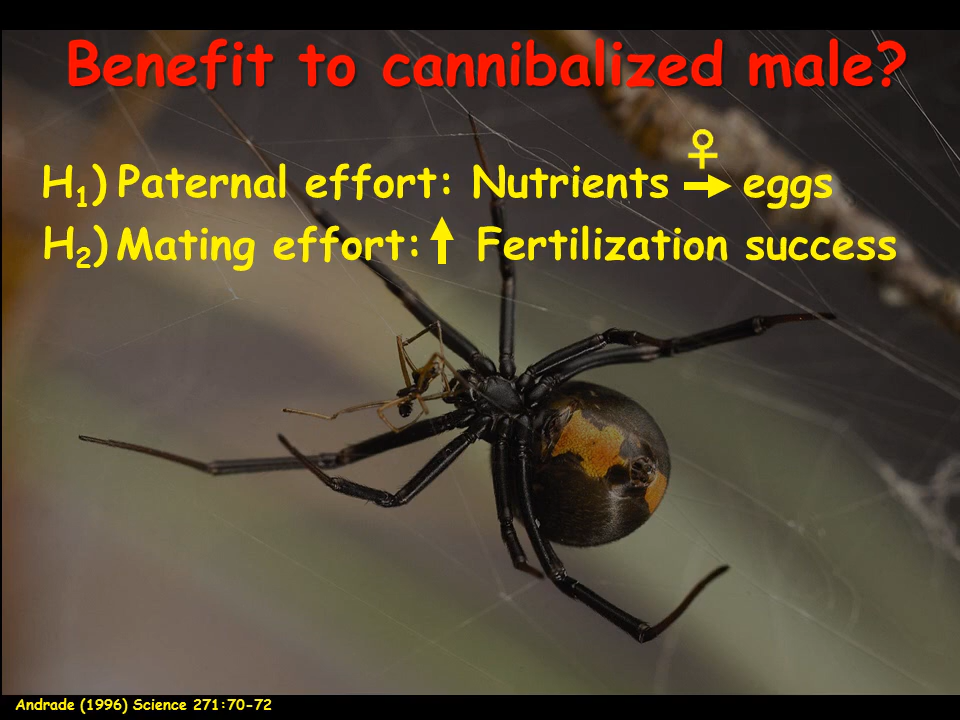 Benefit to cannibalized male?
H₁) Paternal effort: Nutrients ♀→ eggs
H₂) Mating effort: ↑ Fertilization success
Andrade (1996) Science 271:70-72